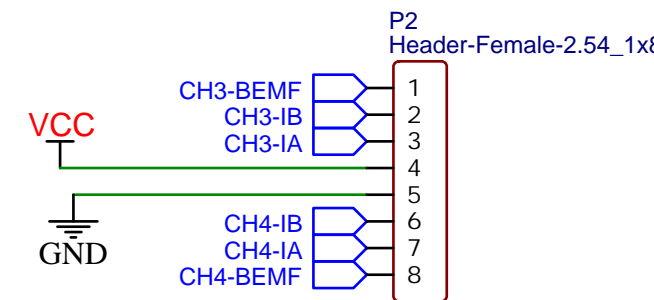 P2
Header-Female-2.54_1x8
CH3-BEMF 1
CH3-IB 2
VCC
CH3-IA 3
4
5
CH4-IB 6
GND
CH4-IA 7
CH4-BEMF 8